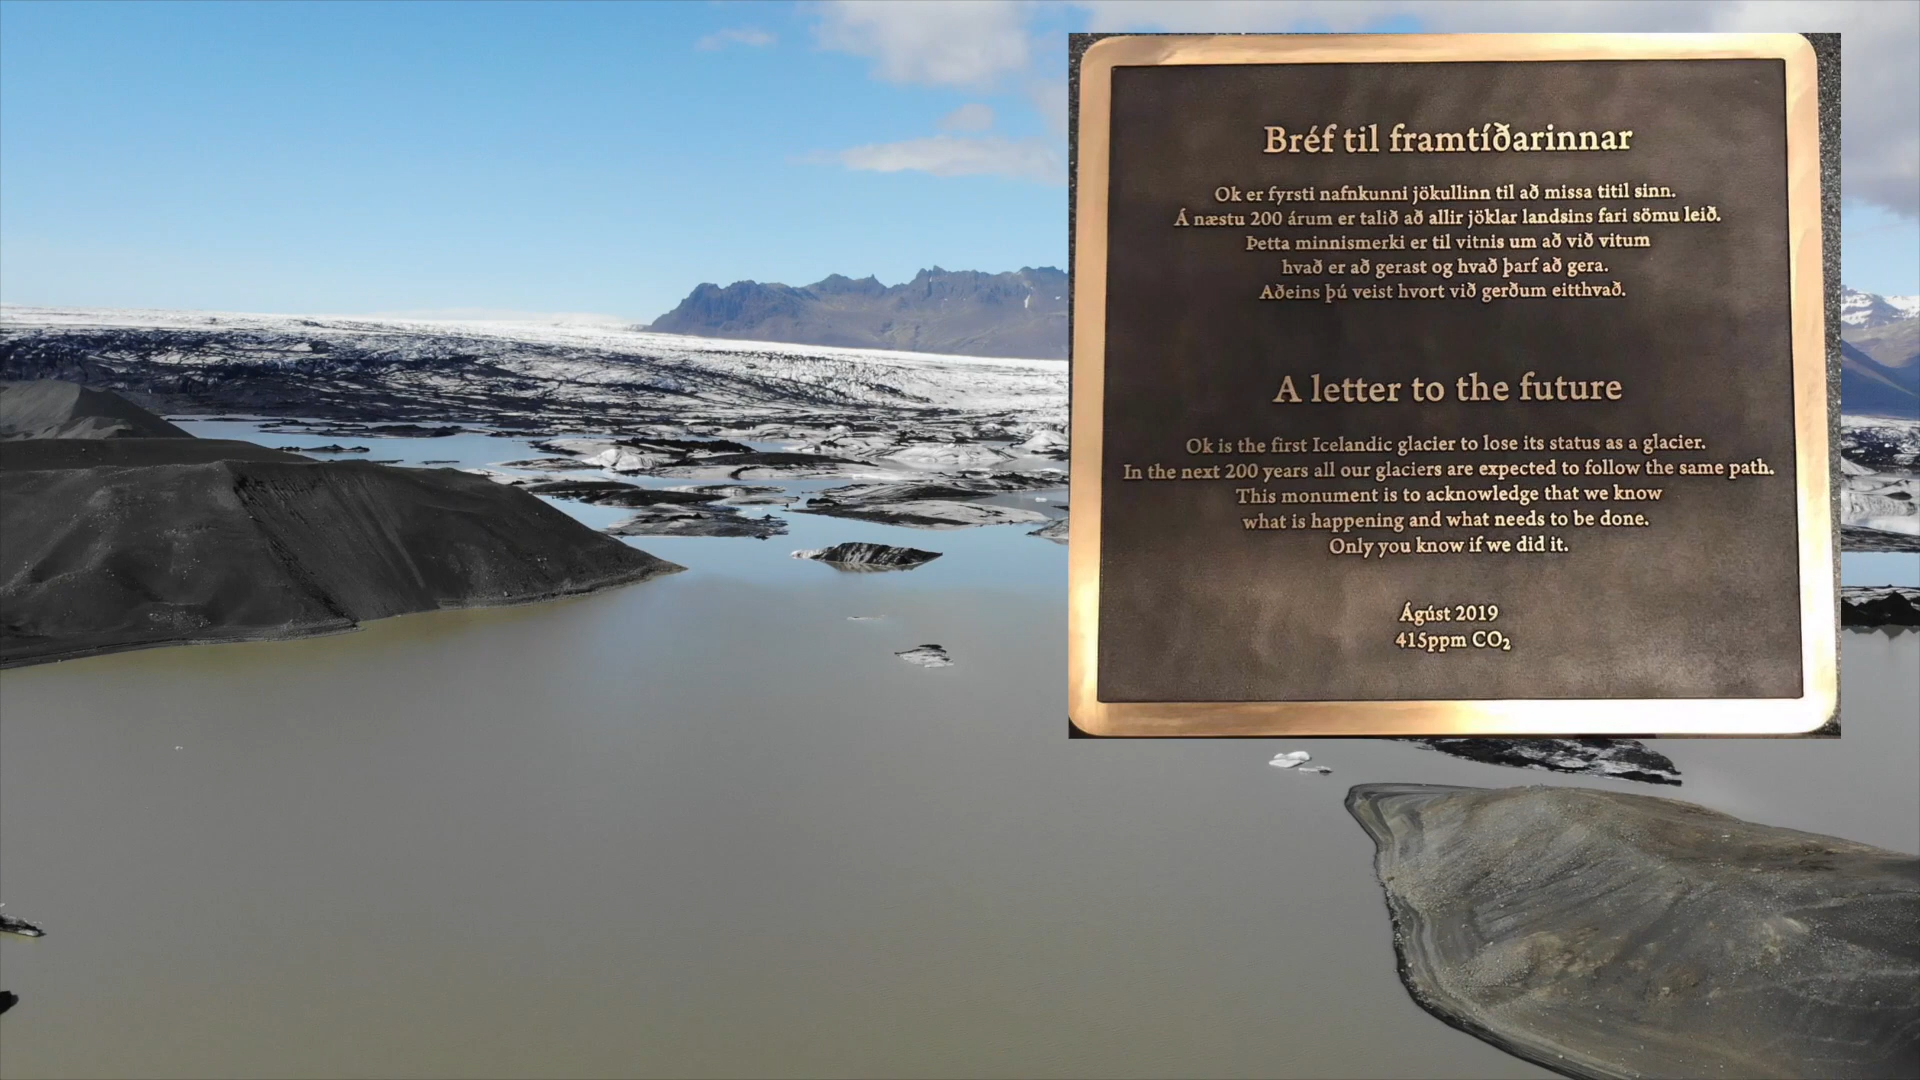 Bréf til framtíðarinnar
Ok er fyrsti nafnkunni jökullinn til að missa titil sinn.
Á næstu 200 árum er talið að allir jöklar landsins fari sömu leið.
Þetta minnismerki er til vitnis um að við vitum
hvað er að gerast og hvað þarf að gera.
Aðeins þú veist hvort við gerðum eitthvað.
A letter to the future
Ok is the first Icelandic glacier to lose its status as a glacier.
In the next 200 years all our glaciers are expected to follow the same path.
This monument is to acknowledge that we know
what is happening and what needs to be done.
Only you know if we did it.
Ágúst 2019
415ppm CO₂